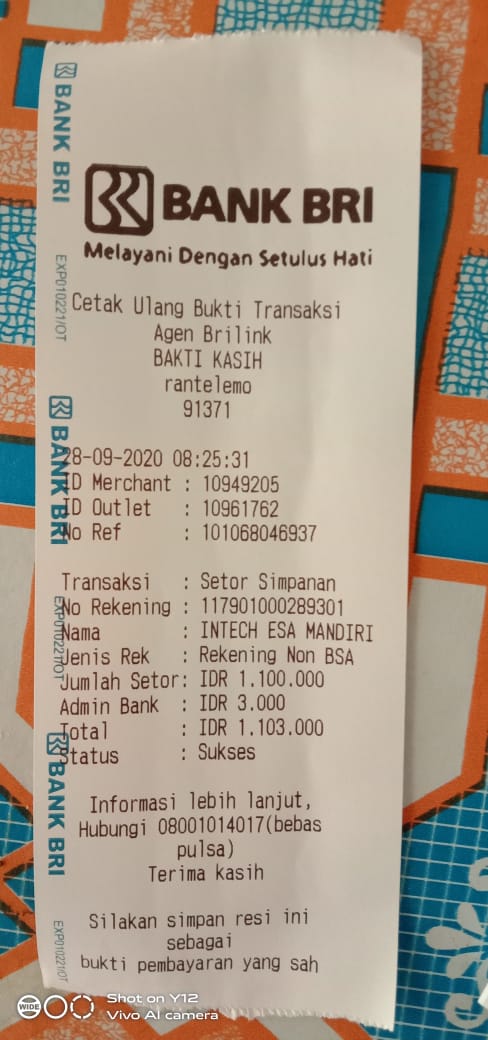 BANK BRI
EXP010221/OT
BANK BRI
EXP010221/OT
BANK BRI
EXP010221/OT
BANK BRI
Melayani Dengan Setulus Hati
Cetak Ulang Bukti Transaksi
Agen Brilink
BAKTI KASIH
rantelemo
91371
28-09-2020 08:25:31
ID Merchant : 10949205
ID Outlet : 10961762
No Ref : 101068046937
Transaksi : Setor Simpanan
No Rekening : 117901000289301
Nama : INTECH ESA MANDIRI
Jenis Rek : Rekening Non BSA
Jumlah Setor: IDR 1.100.000
Admin Bank : IDR 3.000
Total : IDR 1.103.000
Status : Sukses
Informasi lebih lanjut,
Hubungi 08001014017(bebas
pulsa)
Terima kasih
Silakan simpan resi ini
sebagai
bukti pembayaran yang sah
WIDE
Shot on Y12
Vivo AI camera